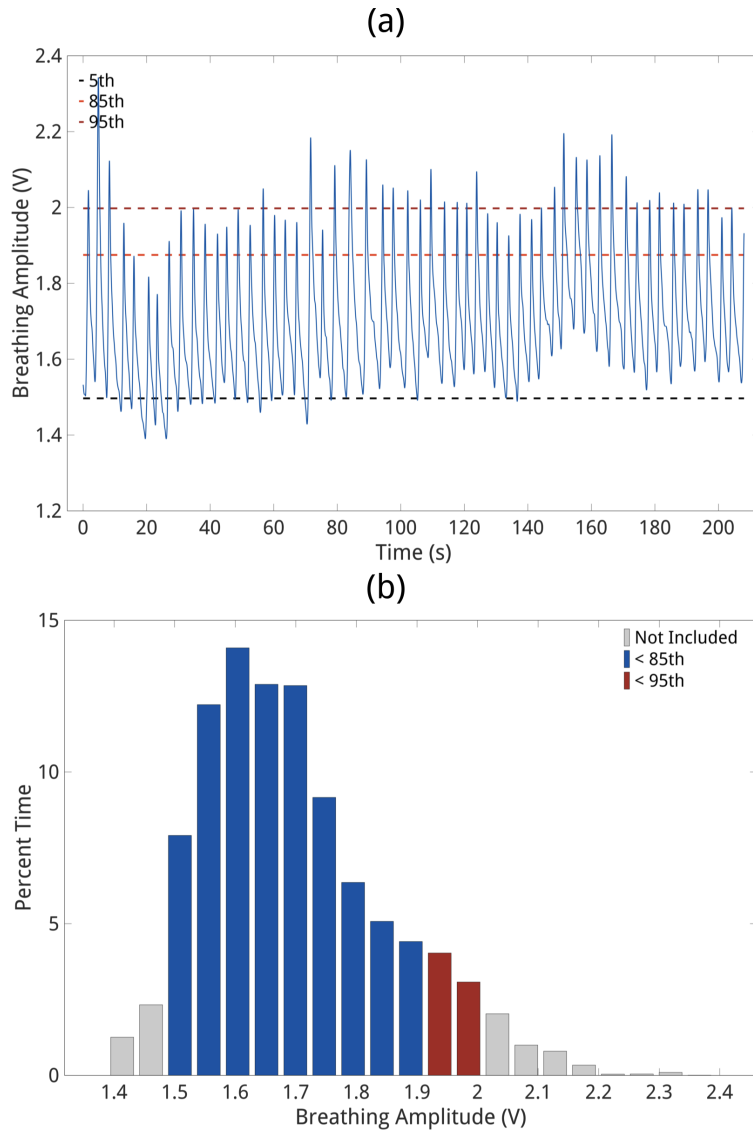 (a)
Breathing Amplitude (V)
2.4
2.2
2
1.8
1.6
1.4
1.2
5th
85th
95th
0 20 40 60 80 100 120 140 160 180 200
Time (s)
(b)
Percent Time
15
10
5
0
Not Included
< 85th
< 95th
1.4 1.5 1.6 1.7 1.8 1.9 2 2.1 2.2 2.3 2.4
Breathing Amplitude (V)